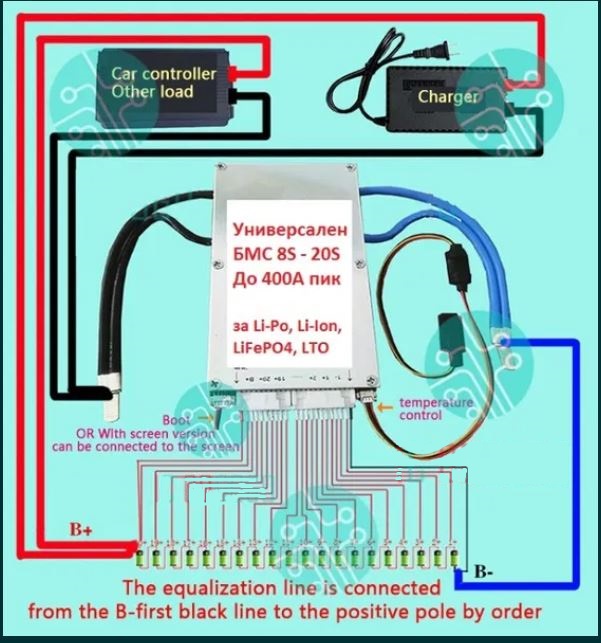 Car controller
Other load
Charger
Универсален
БМС 8S - 20S
До 400А пик
за Li-Po, Li-Ion,
LiFePO4, LTO
Boot
OR With screen version
can be connected to the screen
temperature
control
B+
B-
The equalization line is connected
from the B-first black line to the positive pole by order